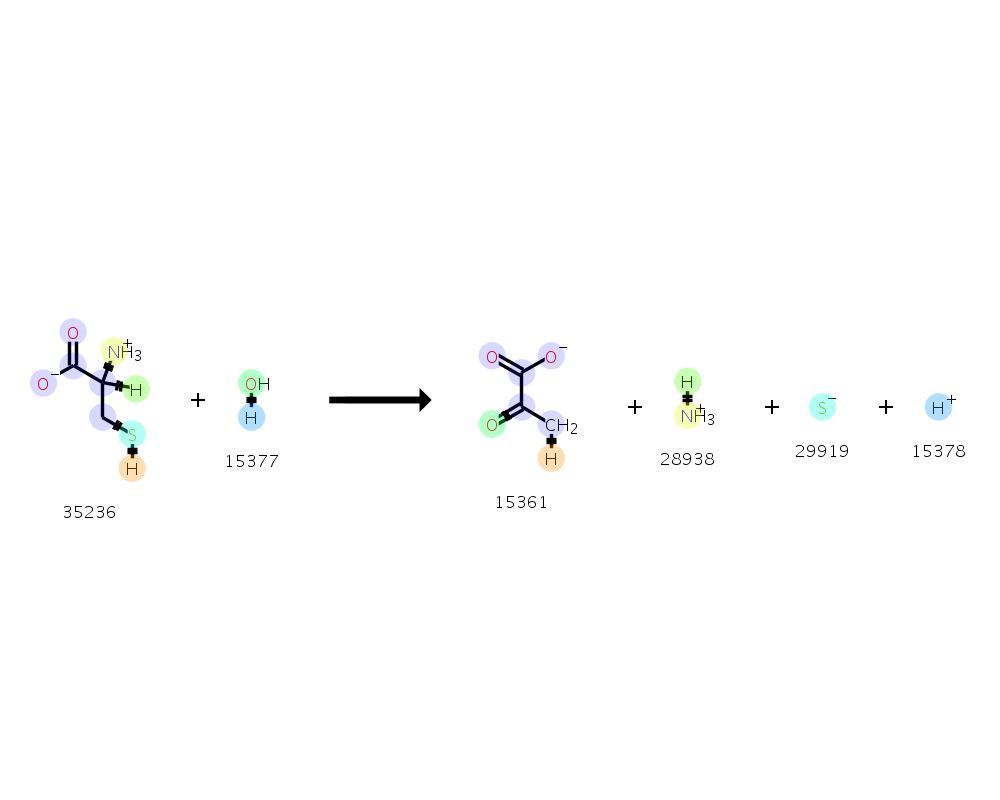 O
NH3+
O−
H
S
H
35236
+
OH
H
15377
O
O−
O
CH2
H
15361
+
H
NH3+
28938
+
S−
29919
+
H+
15378